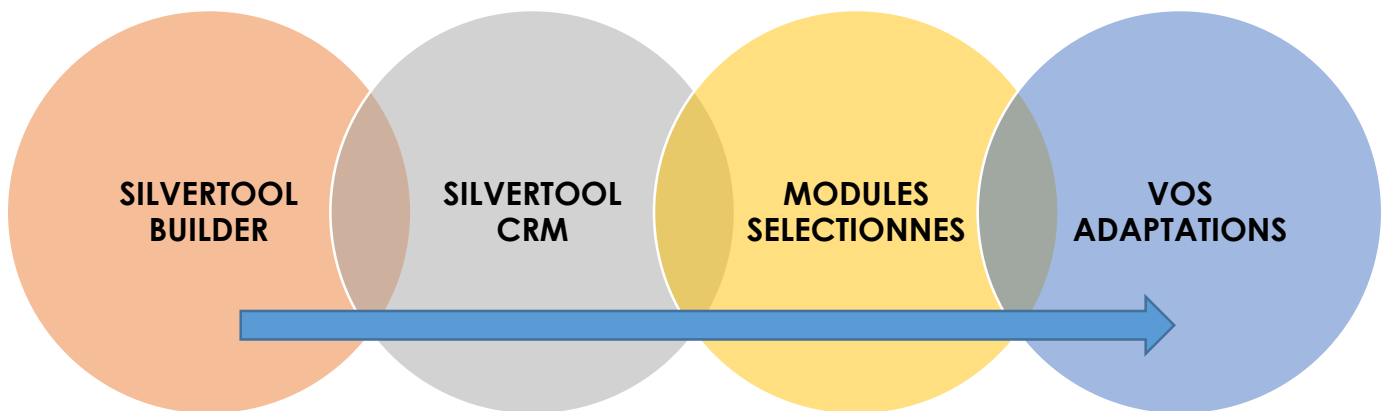 SILVERTOOL
BUILDER
SILVERTOOL
CRM
MODULES
SELECTIONNES
VOS
ADAPTATIONS